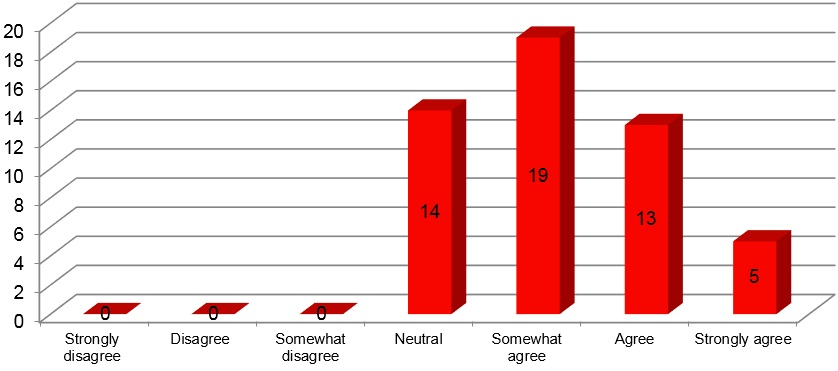 20
18
16
14
12
10
8
6
4
2
0
0
0
0
14
19
13
5
Strongly
disagree
Disagree
Somewhat
disagree
Neutral
Somewhat
agree
Agree
Strongly agree